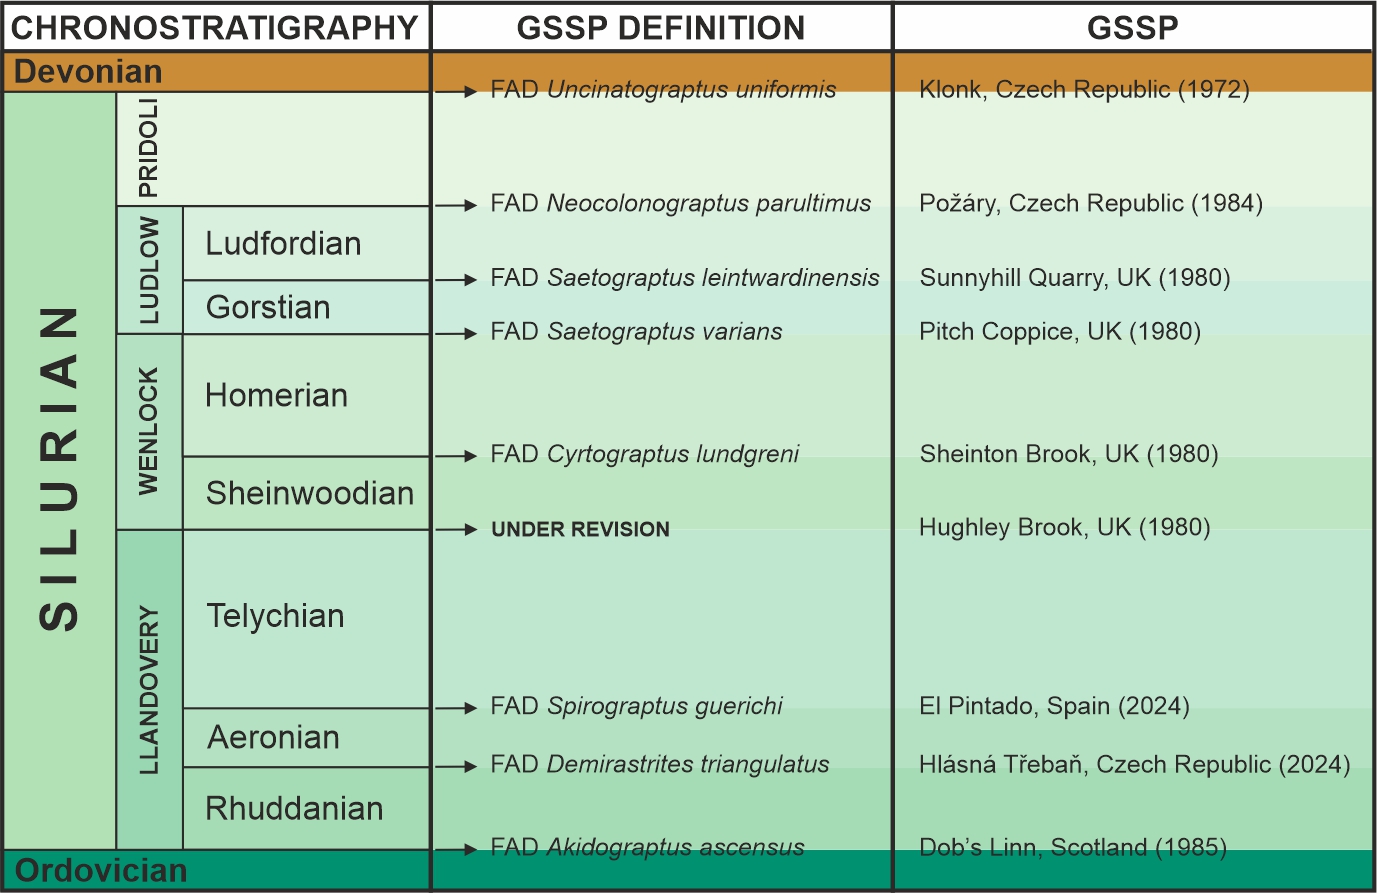 CHRONOSTRATIGRAPHY GSSP DEFINITION GSSP
Devonian
FAD Uncinatograptus uniformis Klonk, Czech Republic (1972)
SILURIAN
PRIDOLI
FAD Neocolonograptus parultimus Požáry, Czech Republic (1984)
LUDLOW
Ludfordian
FAD Saetograptus leintwardinensis Sunnyhill Quarry, UK (1980)
Gorstian
FAD Saetograptus varians Pitch Coppice, UK (1980)
WENLOCK
Homerian
FAD Cyrtograptus lundgreni Sheinton Brook, UK (1980)
Sheinwoodian
UNDER REVISION Hughley Brook, UK (1980)
LLANDOVERY
Telychian
FAD Spirograptus guerichi El Pintado, Spain (2024)
Aeronian
FAD Demirastrites triangulatus Hlásná Třebaň, Czech Republic (2024)
Rhuddanian
FAD Akidograptus ascensus Dob's Linn, Scotland (1985)
Ordovician